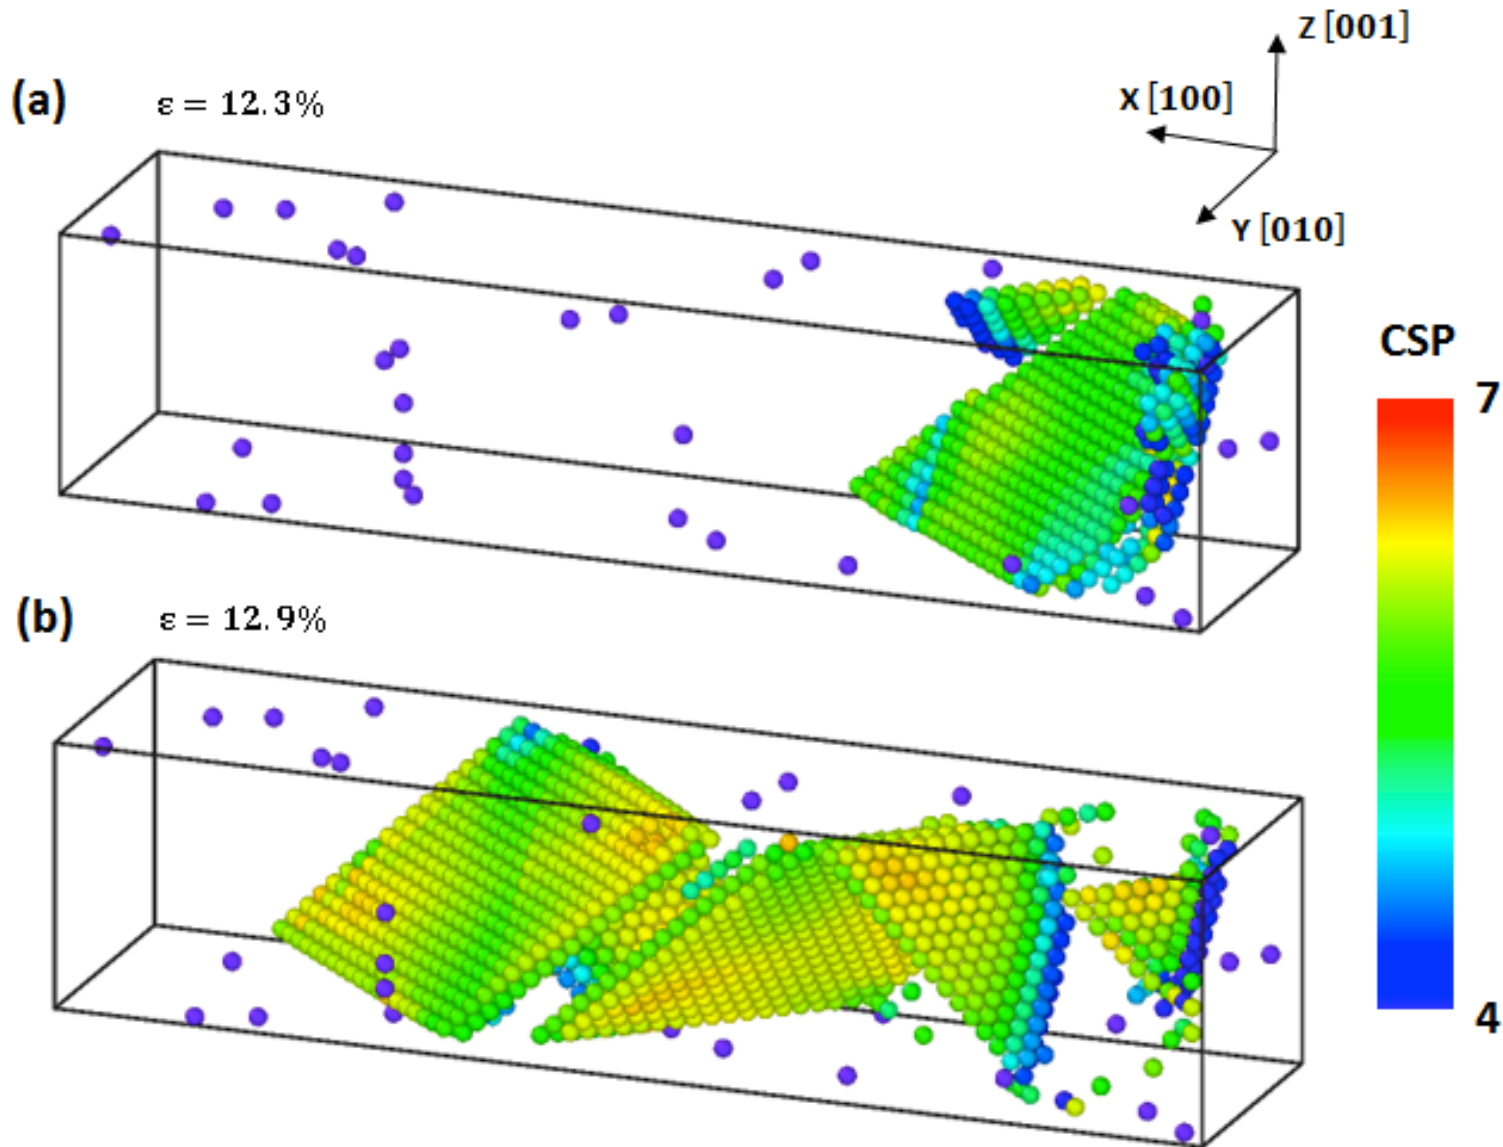 Z [001]
(a) ε = 12.3%
X [100]
Y [010]
CSP
7
(b) ε = 12.9%
4